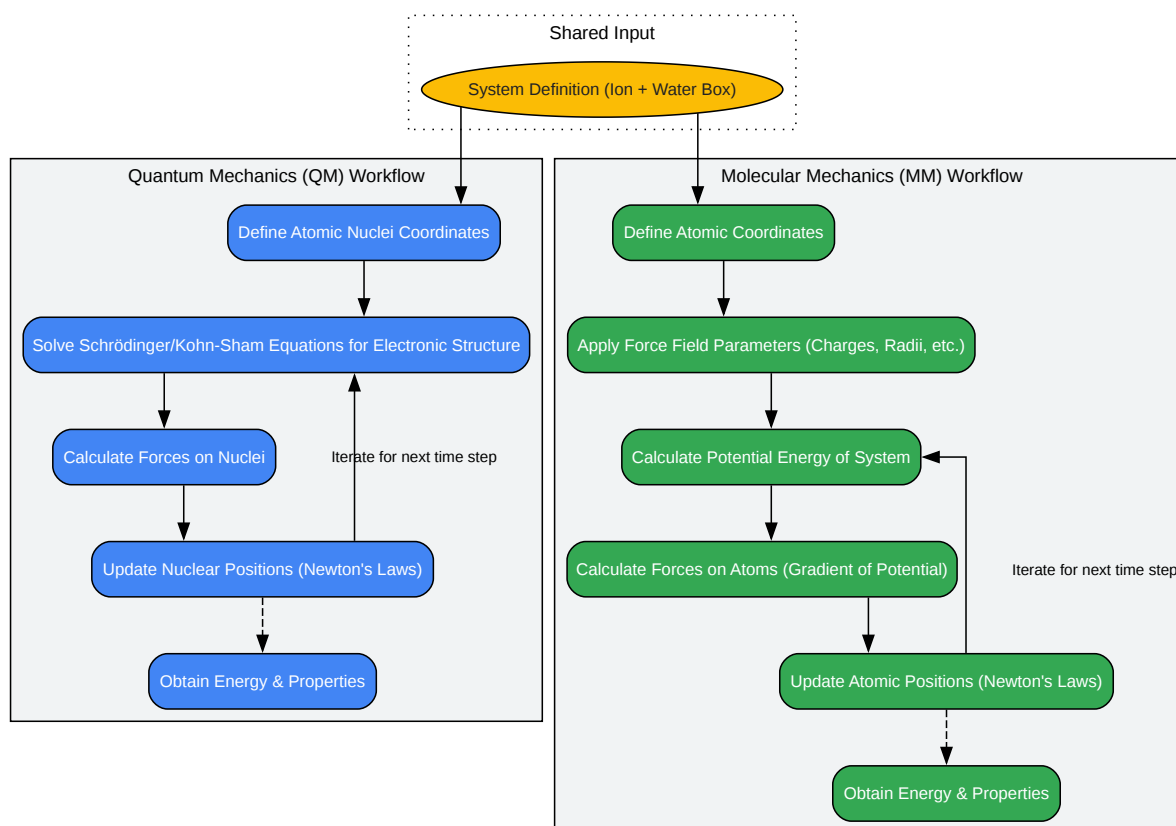 Shared Input
System Definition (Ion + Water Box)
Quantum Mechanics (QM) Workflow
Define Atomic Nuclei Coordinates
Solve Schrödinger/Kohn-Sham Equations for Electronic Structure
Calculate Forces on Nuclei
Iterate for next time step
Update Nuclear Positions (Newton's Laws)
Obtain Energy & Properties
Molecular Mechanics (MM) Workflow
Define Atomic Coordinates
Apply Force Field Parameters (Charges, Radii, etc.)
Calculate Potential Energy of System
Calculate Forces on Atoms (Gradient of Potential)
Iterate for next time step
Update Atomic Positions (Newton's Laws)
Obtain Energy & Properties